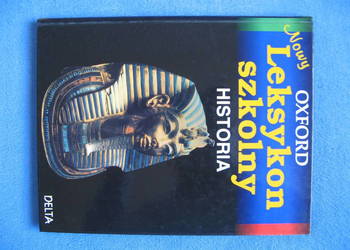 OXFORD
Nowy
Leksykon
szkolny
HISTORIA
DELTA